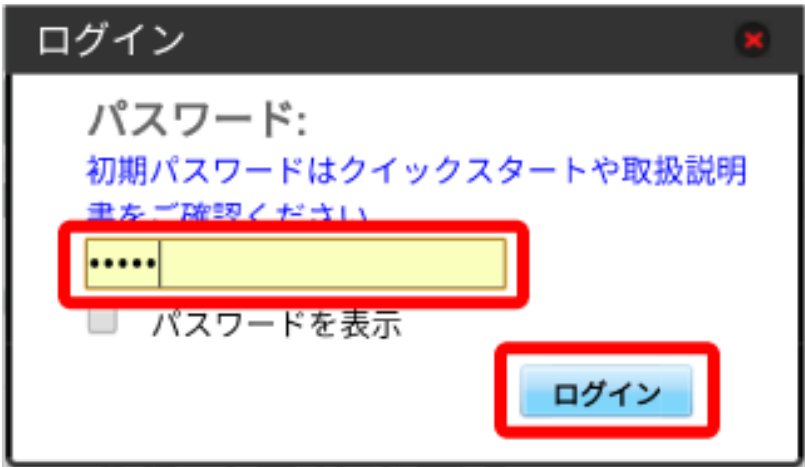 ログイン
パスワード:
初期パスワードはクイックスタートや取扱説明
書をご確認ください
•••••
パスワードを表示
ログイン